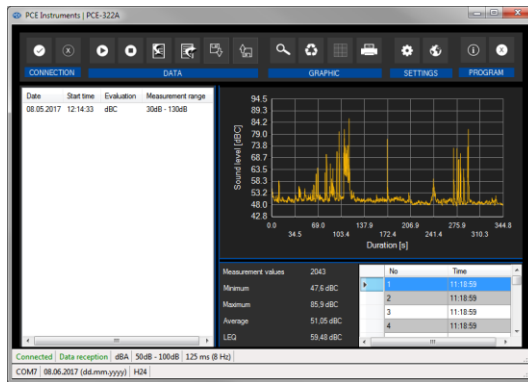 PCE Instruments | PCE-322A
CONNECTION DATA GRAPHIC SETTINGS PROGRAM
Date Start time Evaluation Measurement range
08.05.2017 12:14:33 dBC 30dB - 130dB
Sound level [dBC]
94.5
89.3
84.2
79.0
73.8
68.7
63.5
58.3
53.2
48.0
42.8
0.0 69.0 137.9 206.9 275.9 344.8
34.5 103.4 172.4 241.4 310.3
Duration [s]
Measurement values 2043
Minimum 47,6 dBC
Maximum 85,9 dBC
Average 51,05 dBC
LEQ 59,48 dBC
No Time
1 11:18:59
2 11:18:59
3 11:18:59
4 11:18:59
Connected Data reception dBA 50dB - 100dB 125 ms (8 Hz)
COM7 08.06.2017 (dd.mm.yyyy) H24